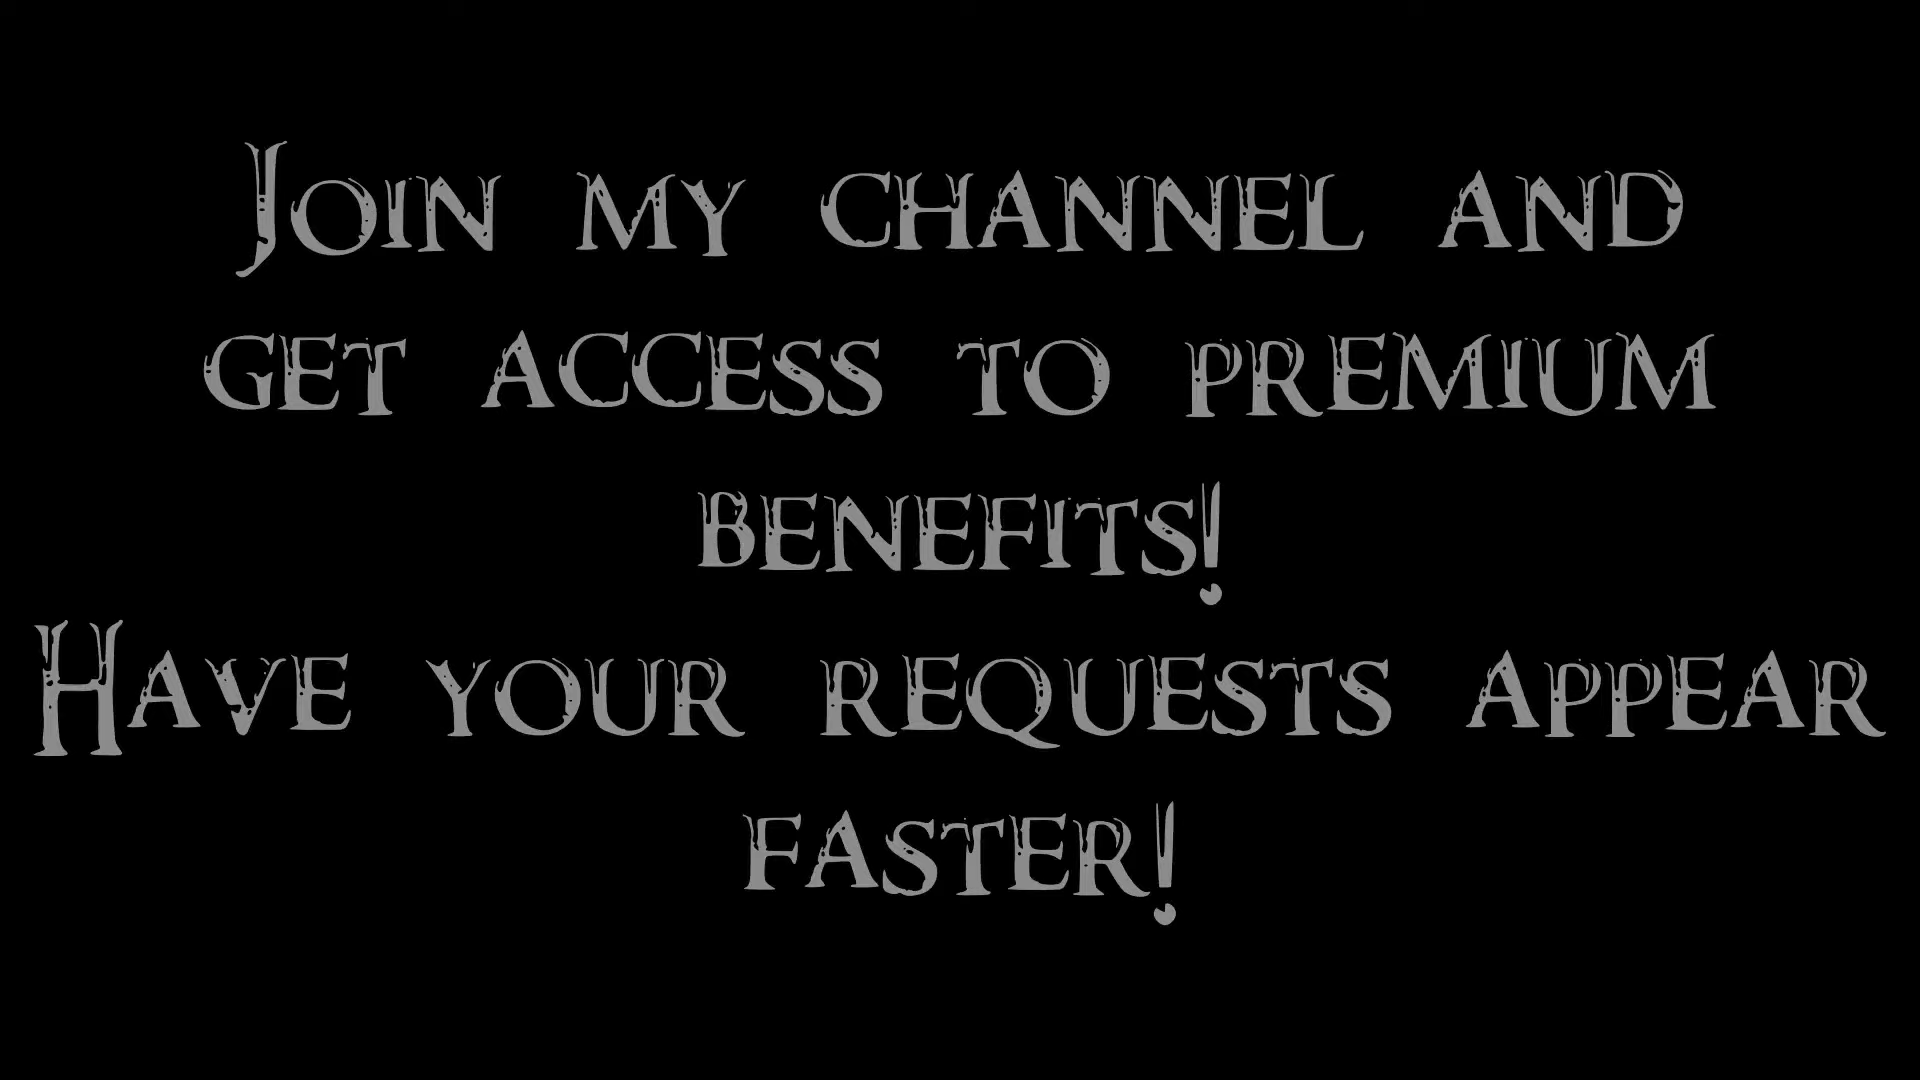 Join my channel and
get access to premium
benefits!
Have your requests appear
faster!